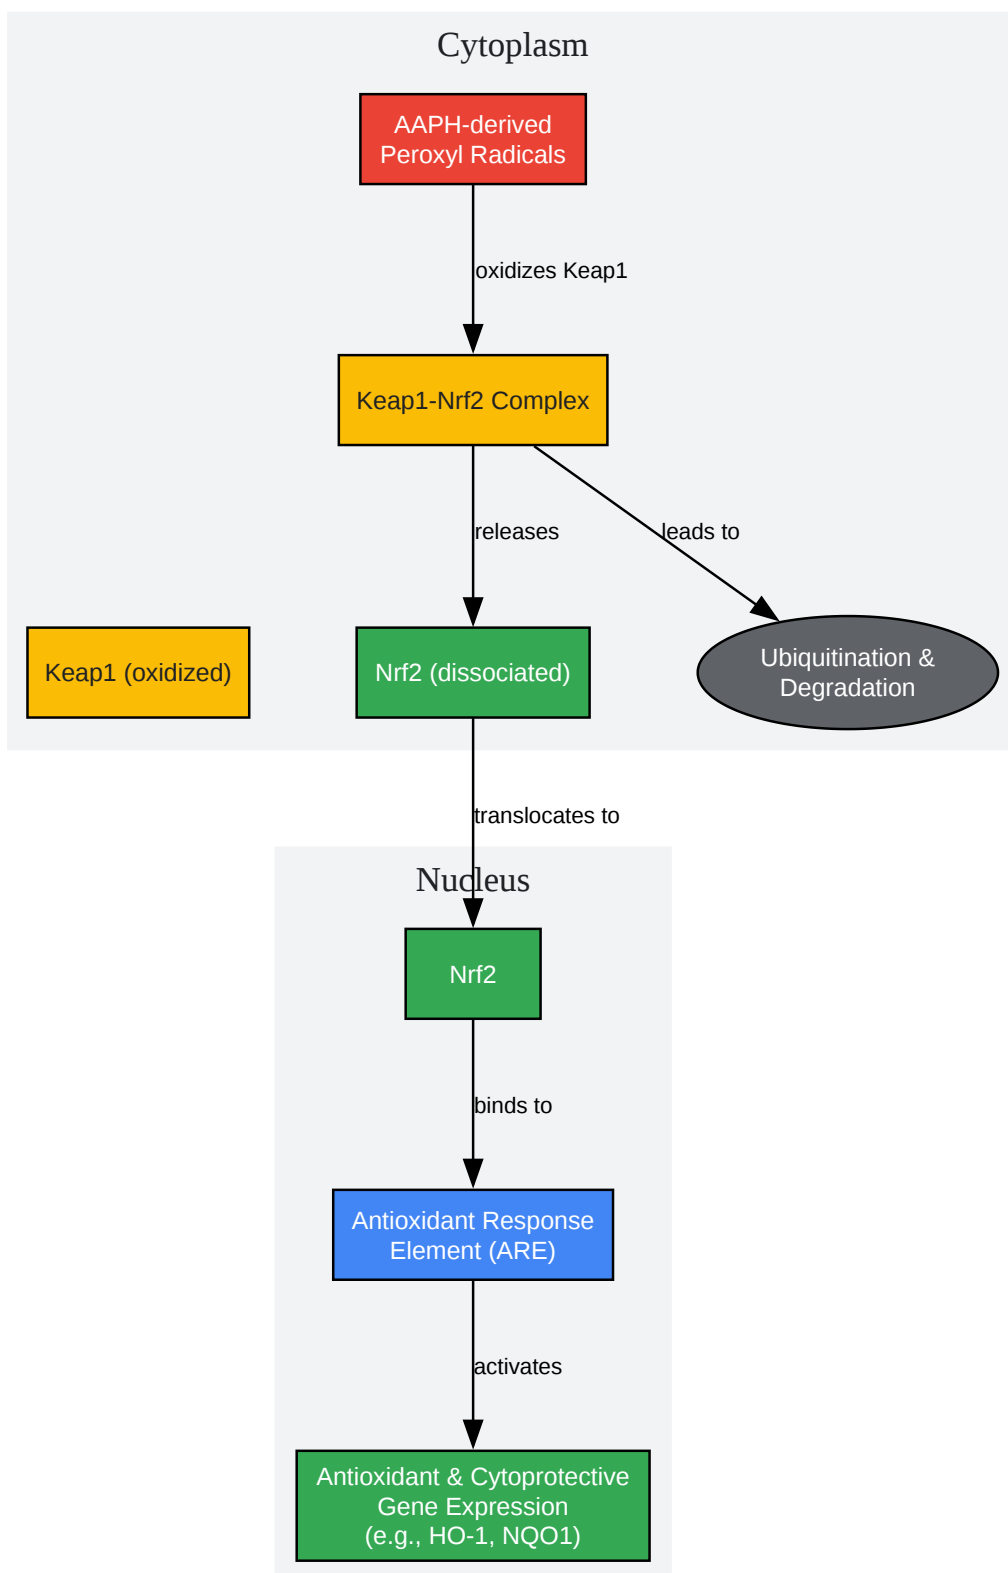 Cytoplasm
AAPH-derived
Peroxyl Radicals
oxidizes Keap1
Keap1-Nrf2 Complex
releases
leads to
Keap1 (oxidized)
Nrf2 (dissociated)
Ubiquitination &
Degradation
translocates to
Nucleus
Nrf2
binds to
Antioxidant Response
Element (ARE)
activates
Antioxidant & Cytoprotective
Gene Expression
(e.g., HO-1, NQO1)